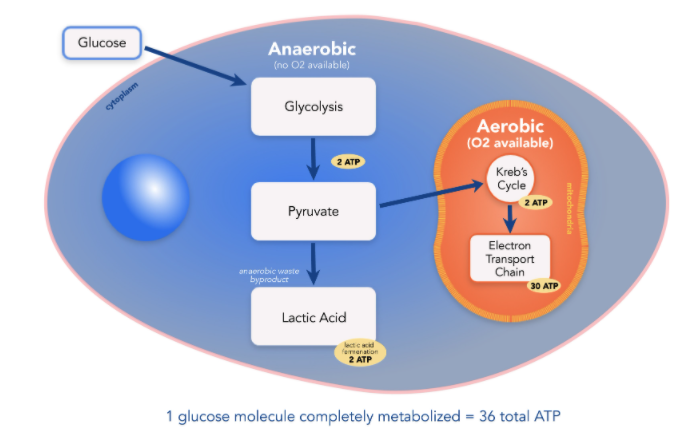 Glucose
Anaerobic
(no O2 available)
cytoplasm
Glycolysis
2 ATP
Pyruvate
anaerobic waste
byproduct
Lactic Acid
lactic acid
fermenation
2 ATP
Aerobic
(O2 available)
Kreb's
Cycle
2 ATP
mitochondria
Electron
Transport
Chain
30 ATP
1 glucose molecule completely metabolized = 36 total ATP